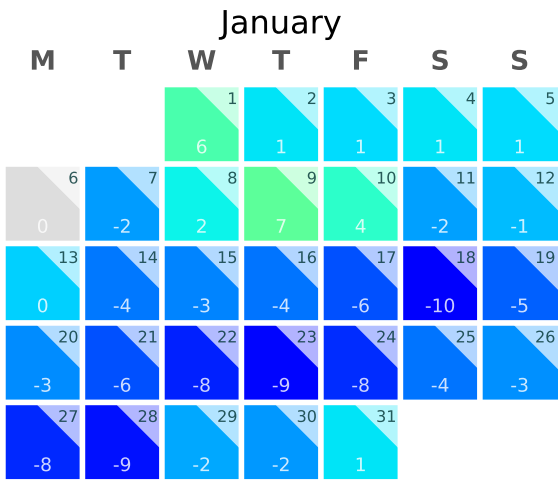 January
M T W T F S S
1 2 3 4 5
6 1 1 1 1
6 7 8 9 10 11 12
0 -2 2 7 4 -2 -1
13 14 15 16 17 18 19
0 -4 -3 -4 -6 -10 -5
20 21 22 23 24 25 26
-3 -6 -8 -9 -8 -4 -3
27 28 29 30 31
-8 -9 -2 -2 1